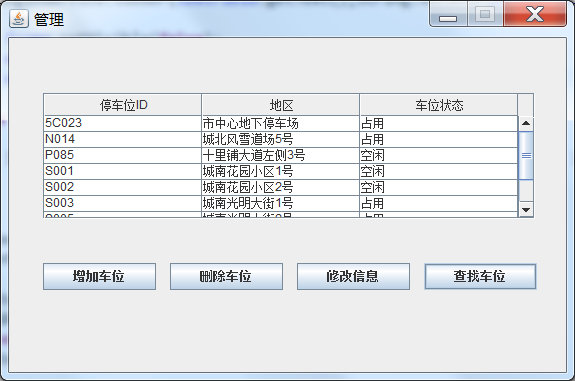 管理
停车位ID 地区 车位状态
5C023 市中心地下停车场 占用
N014 城北风雪道场5号 占用
P085 十里铺大道左侧3号 空闲
S001 城南花园小区1号 空闲
S002 城南花园小区2号 空闲
S003 城南光明大街1号 占用
增加车位 删除车位 修改信息 查找车位